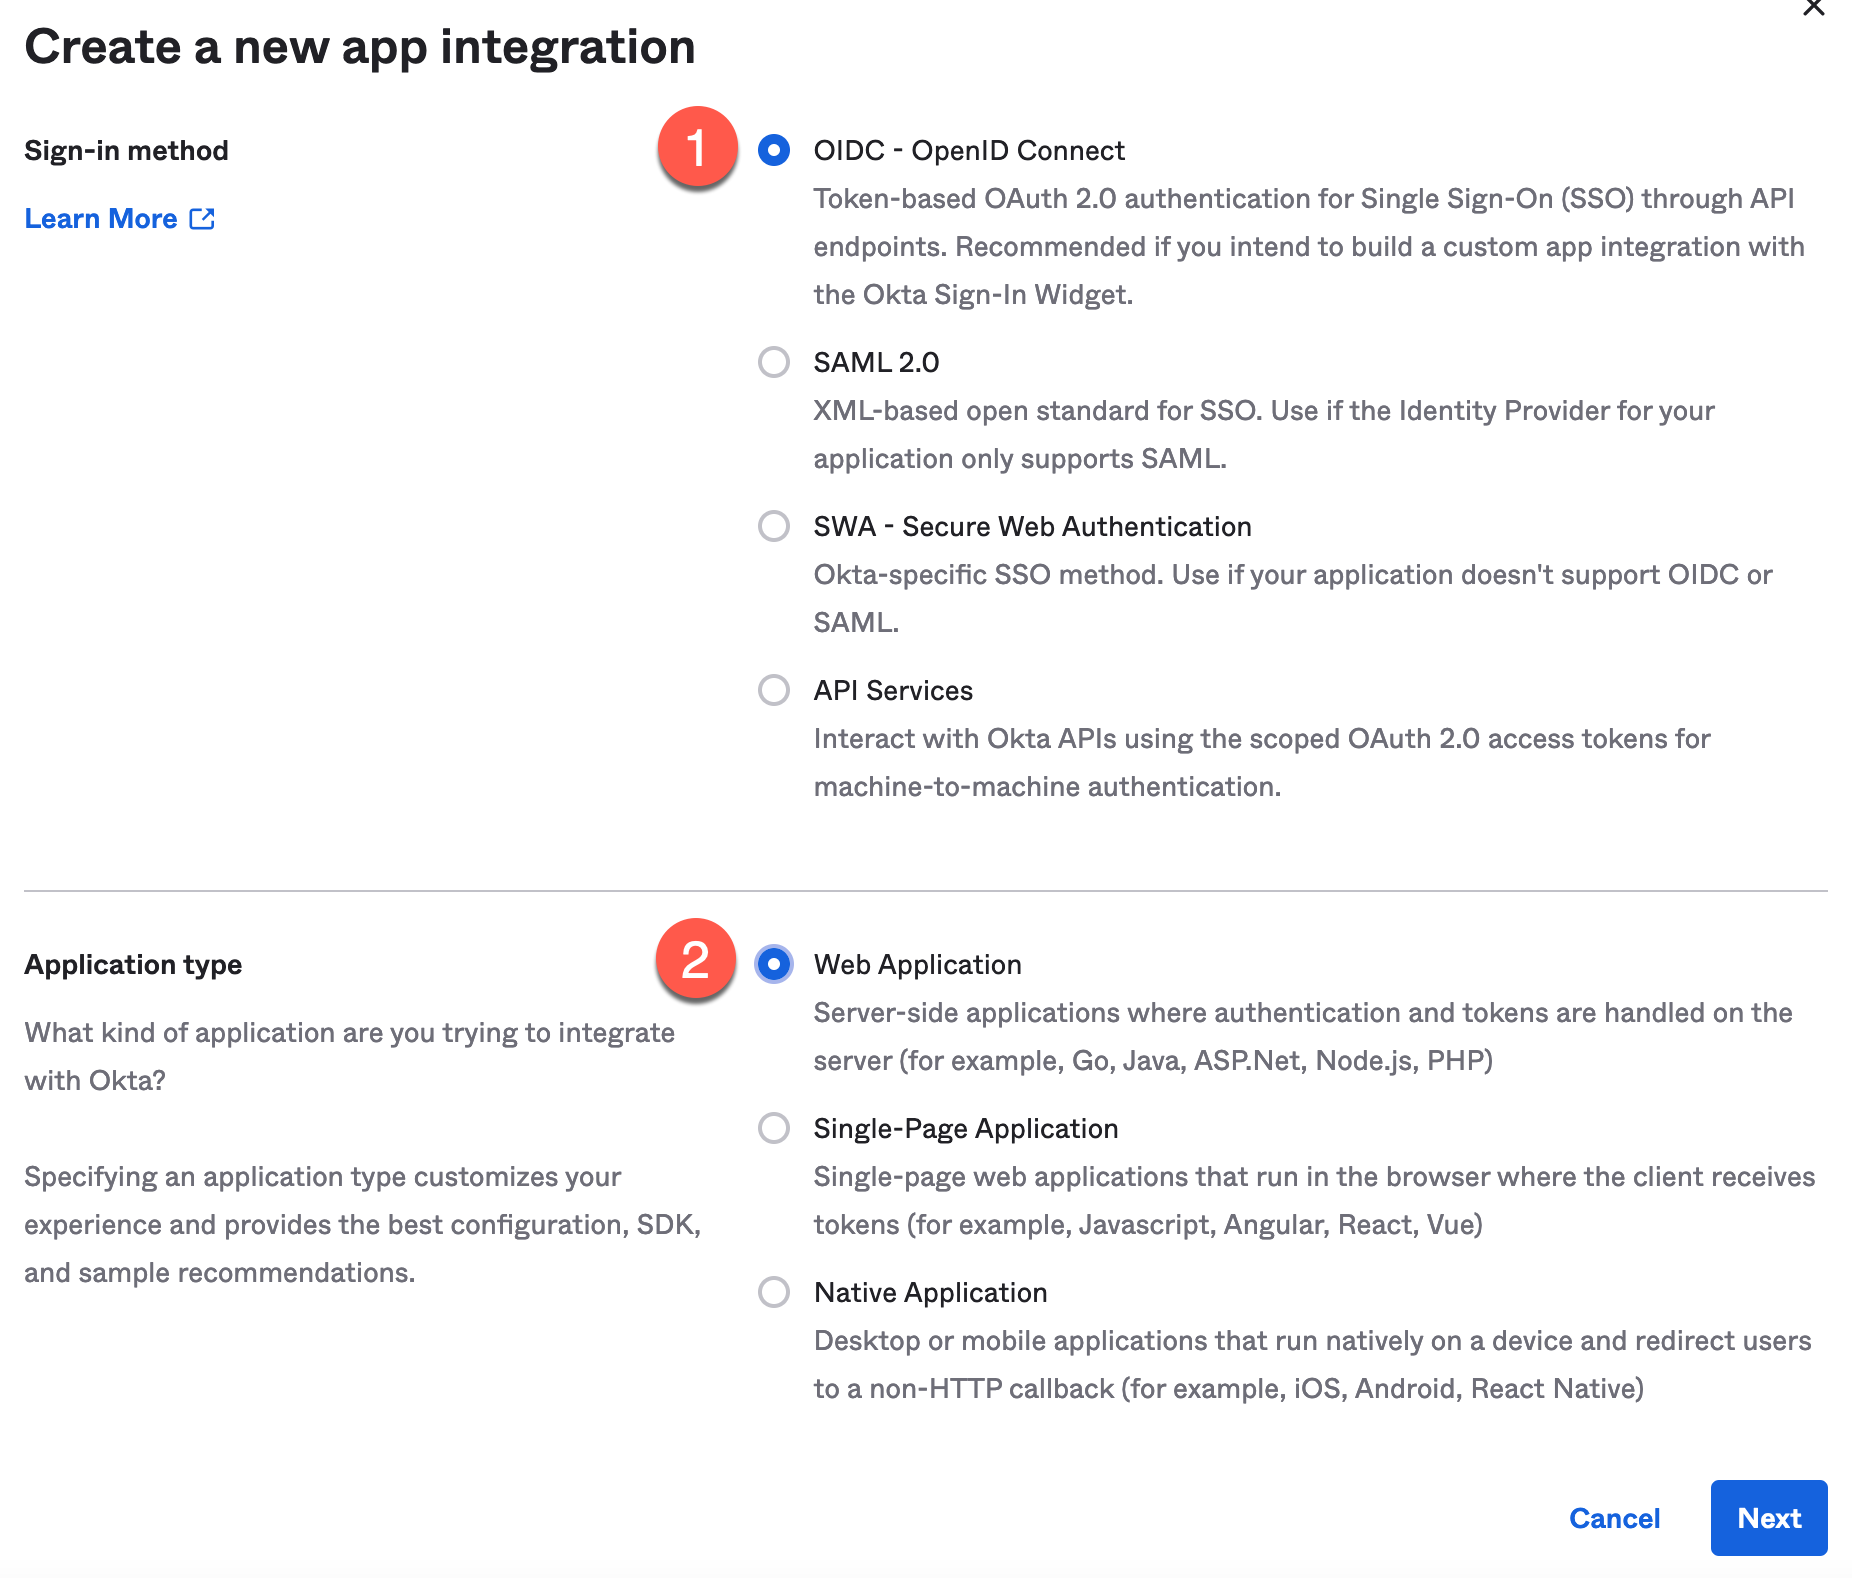 Create a new app integration
Sign-in method
Learn More
1
OIDC - OpenID Connect
Token-based OAuth 2.0 authentication for Single Sign-On (SSO) through API
endpoints. Recommended if you intend to build a custom app integration with
the Okta Sign-In Widget.
SAML 2.0
XML-based open standard for SSO. Use if the Identity Provider for your
application only supports SAML.
SWA - Secure Web Authentication
Okta-specific SSO method. Use if your application doesn't support OIDC or
SAML.
API Services
Interact with Okta APIs using the scoped OAuth 2.0 access tokens for
machine-to-machine authentication.
Application type
What kind of application are you trying to integrate
with Okta?
Specifying an application type customizes your
experience and provides the best configuration, SDK,
and sample recommendations.
2
Web Application
Server-side applications where authentication and tokens are handled on the
server (for example, Go, Java, ASP.Net, Node.js, PHP)
Single-Page Application
Single-page web applications that run in the browser where the client receives
tokens (for example, Javascript, Angular, React, Vue)
Native Application
Desktop or mobile applications that run natively on a device and redirect users
to a non-HTTP callback (for example, iOS, Android, React Native)
Cancel
Next